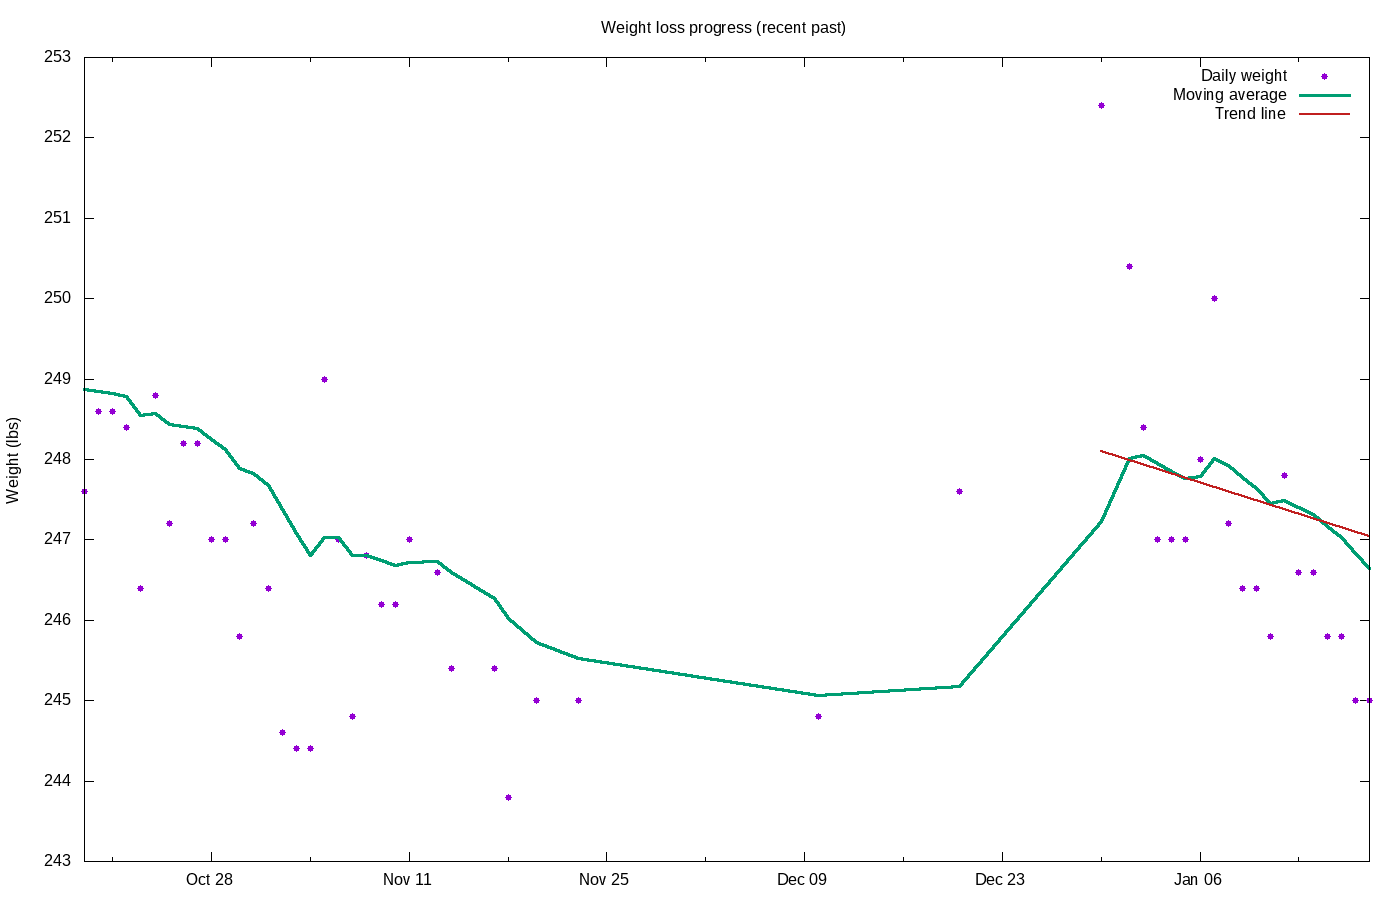 Weight loss progress (recent past)
Daily weight
Moving average
Trend line
Weight (lbs)
253
252
251
250
249
248
247
246
245
244
243
Oct 28 Nov 11 Nov 25 Dec 09 Dec 23 Jan 06